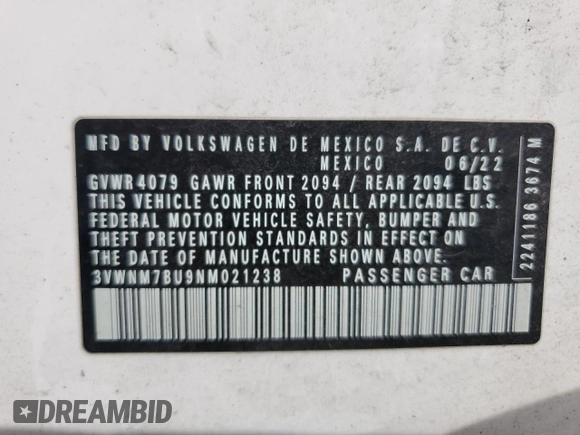 MFD BY VOLKSWAGEN DE MEXICO S.A. DE C.V.
MEXICO 06/22
GVWR 4079 GAWR FRONT 2094 / REAR 2094 LBS
THIS VEHICLE CONFORMS TO ALL APPLICABLE U.S.
FEDERAL MOTOR VEHICLE SAFETY, BUMPER AND
THEFT PREVENTION STANDARDS IN EFFECT ON
THE DATE OF MANUFACTURE SHOWN ABOVE.
3VWNM7BU9NM021238 PASSENGER CAR
2241186 3674 M
DREAMBID